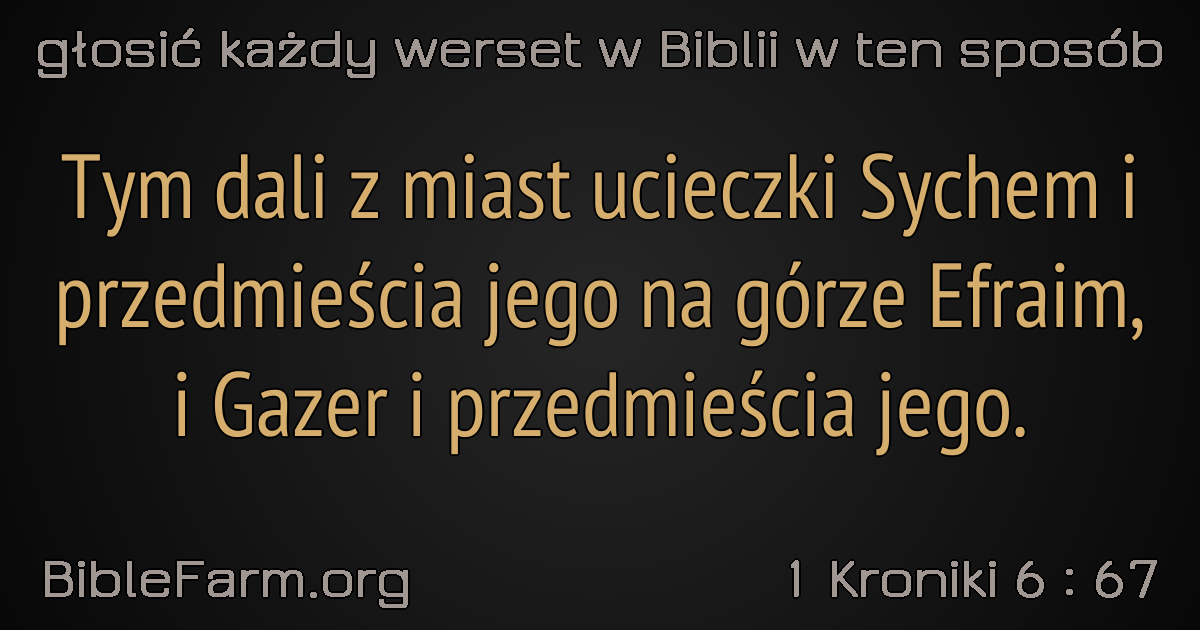 głosić każdy werset w Biblii w ten sposób
Tym dali z miast ucieczki Sychem i
przedmieścia jego na górze Efraim,
i Gazer i przedmieścia jego.
BibleFarm.org
1 Kroniki 6 : 67